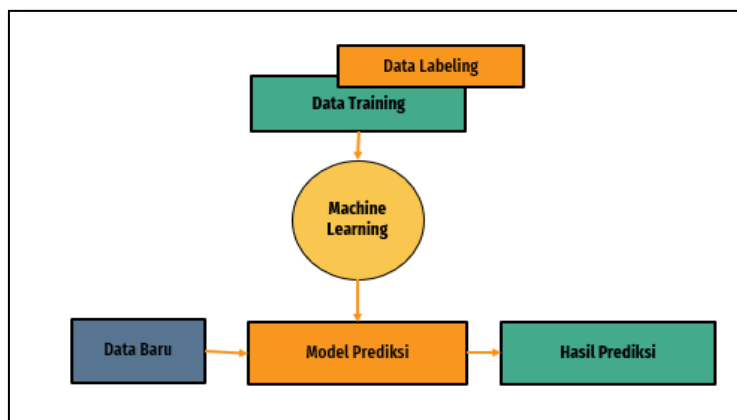 Data Labeling
Data Training
Machine
Learning
Data Baru
Model Prediksi
Hasil Prediksi